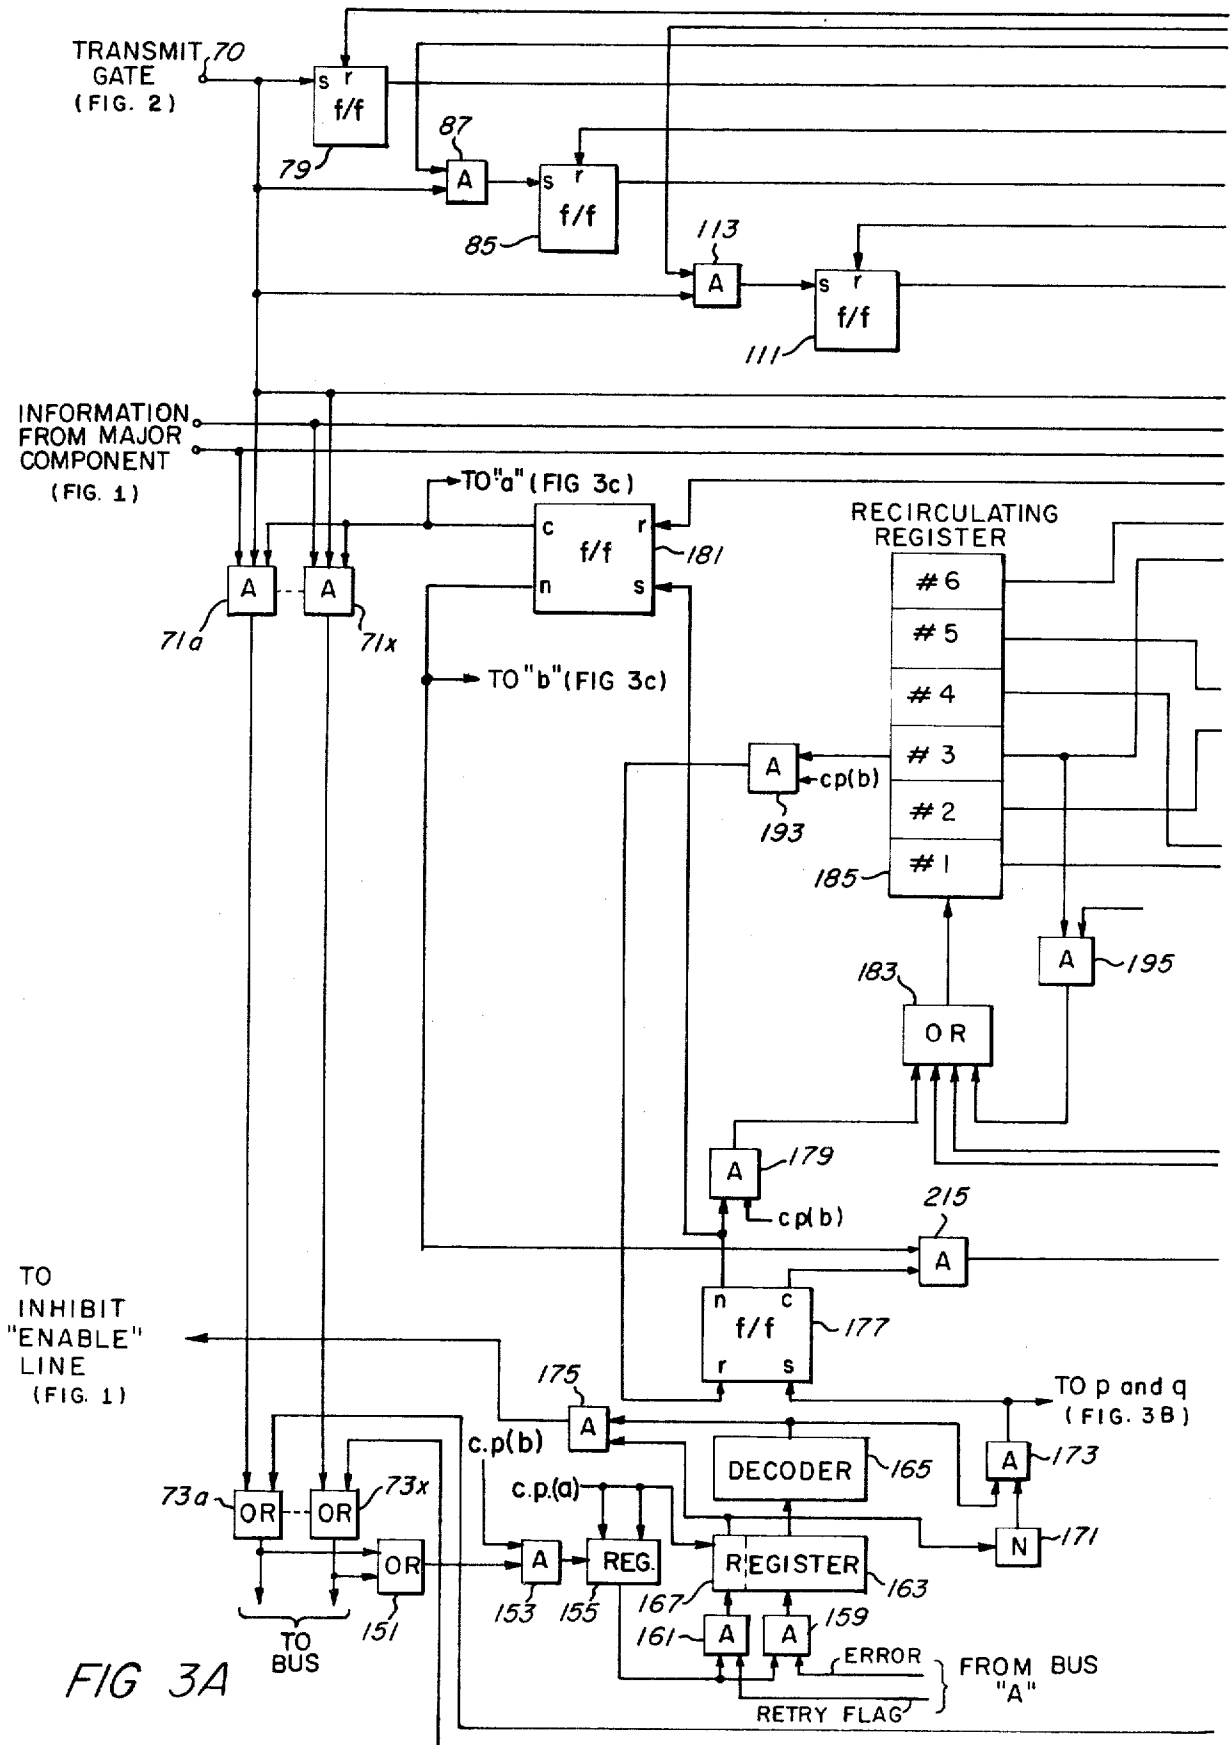 TRANSMIT
GATE
(FIG. 2)
70
s r
f/f
79
87
A
s r
f/f
85
113
A
s r
f/f
111
INFORMATION
FROM MAJOR
COMPONENT
(FIG. 1)
TO "a" (FIG 3c)
c r
f/f
n s
181
RECIRCULATING
REGISTER
# 6
# 5
# 4
# 3
# 2
# 1
185
A
71a
A
71x
TO "b" (FIG 3c)
A
cp(b)
193
A
195
183
OR
A
179
cp(b)
215
A
n c
f/f
r s
177
TO
INHIBIT
"ENABLE"
LINE
(FIG. 1)
175
A
TO p and q
(FIG. 3B)
A
173
DECODER
165
c.p(b)
c.p.(a)
73a
OR
OR
73x
OR
151
A
153
REG.
155
REGISTER
167
163
N
171
161
A
A
159
ERROR
RETRY FLAG
FROM BUS
"A"
TO
BUS
FIG 3A